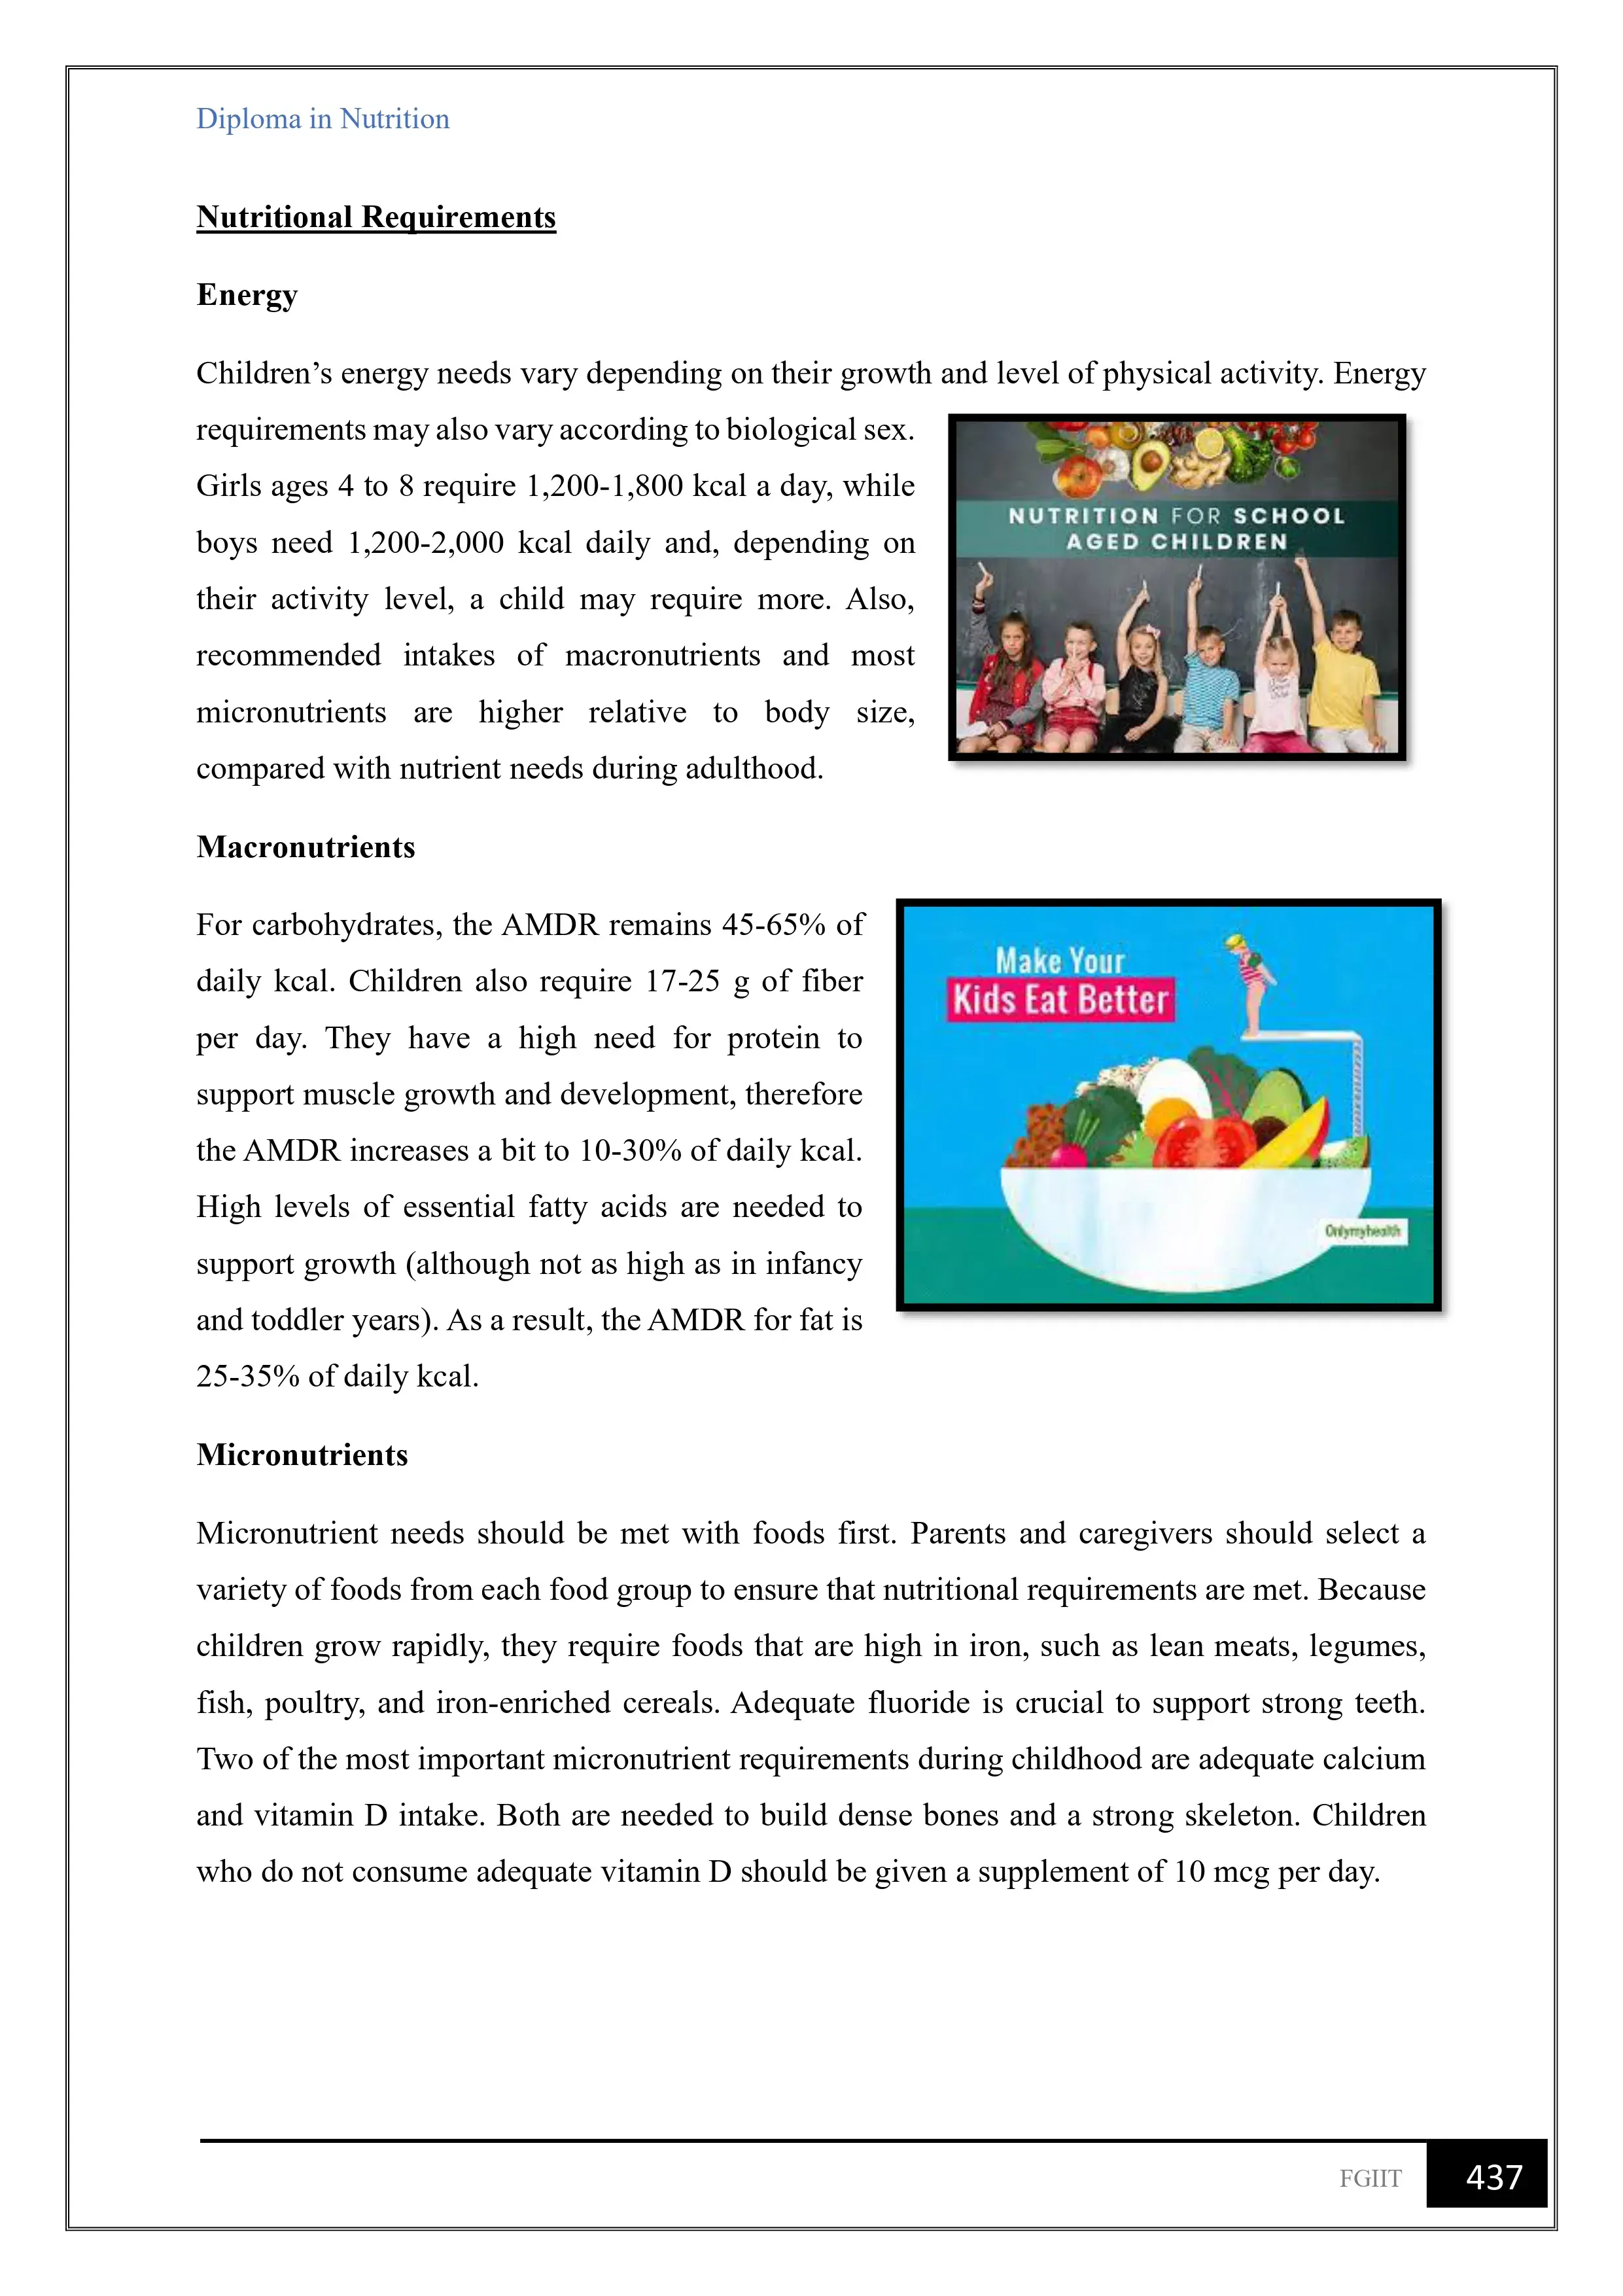 Diploma in Nutrition
Nutritional Requirements
Energy
Children’s energy needs vary depending on their growth and level of physical activity. Energy
requirements may also vary according to biological sex.
Girls ages 4 to 8 require 1,200-1,800 kcal a day, while
boys need 1,200-2,000 kcal daily and, depending on
their activity level, a child may require more. Also,
recommended intakes of macronutrients and most
micronutrients are higher relative to body size,
compared with nutrient needs during adulthood.
NUTRITION FOR SCHOOL
AGED CHILDREN
Macronutrients
For carbohydrates, the AMDR remains 45-65% of
daily kcal. Children also require 17-25 g of fiber
per day. They have a high need for protein to
support muscle growth and development, therefore
the AMDR increases a bit to 10-30% of daily kcal.
High levels of essential fatty acids are needed to
support growth (although not as high as in infancy
and toddler years). As a result, the AMDR for fat is
25-35% of daily kcal.
Make Your
Kids Eat Better
Onlymyhealth
Micronutrients
Micronutrient needs should be met with foods first. Parents and caregivers should select a
variety of foods from each food group to ensure that nutritional requirements are met. Because
children grow rapidly, they require foods that are high in iron, such as lean meats, legumes,
fish, poultry, and iron-enriched cereals. Adequate fluoride is crucial to support strong teeth.
Two of the most important micronutrient requirements during childhood are adequate calcium
and vitamin D intake. Both are needed to build dense bones and a strong skeleton. Children
who do not consume adequate vitamin D should be given a supplement of 10 mcg per day.
FGIIT 437